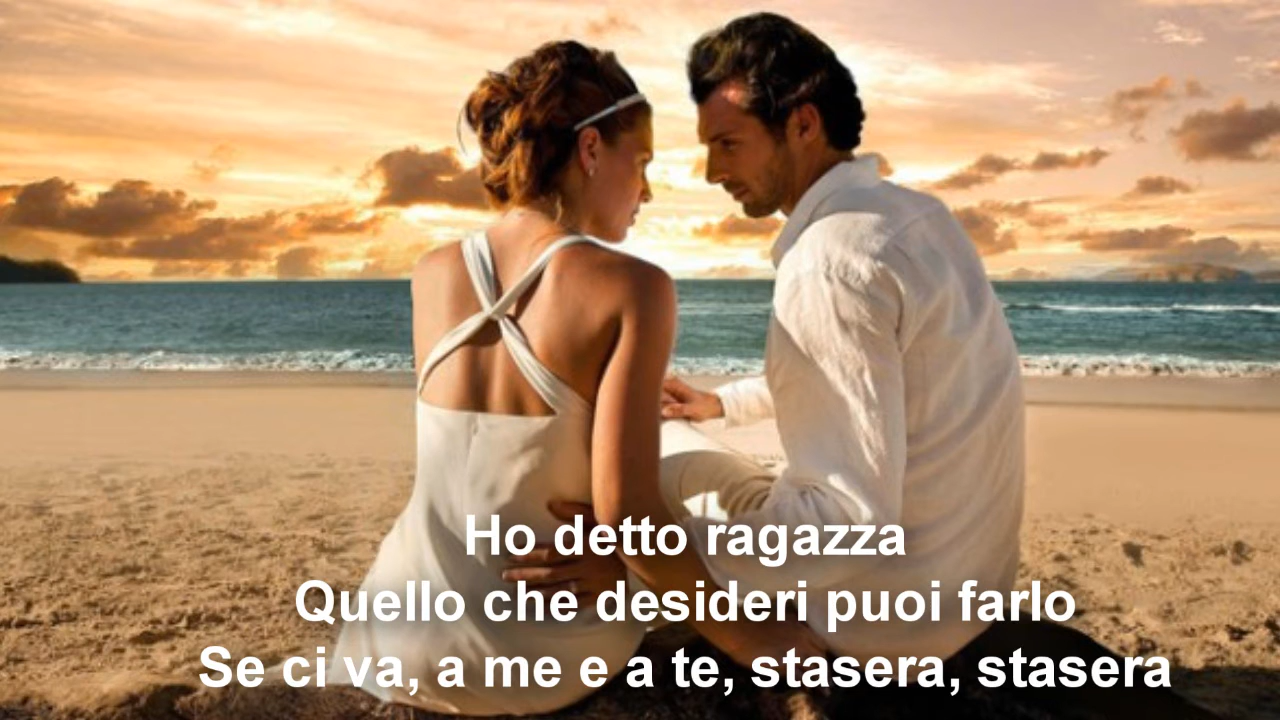 Ho detto ragazza
Quello che desideri puoi farlo
Se ci va, a me e a te, stasera, stasera